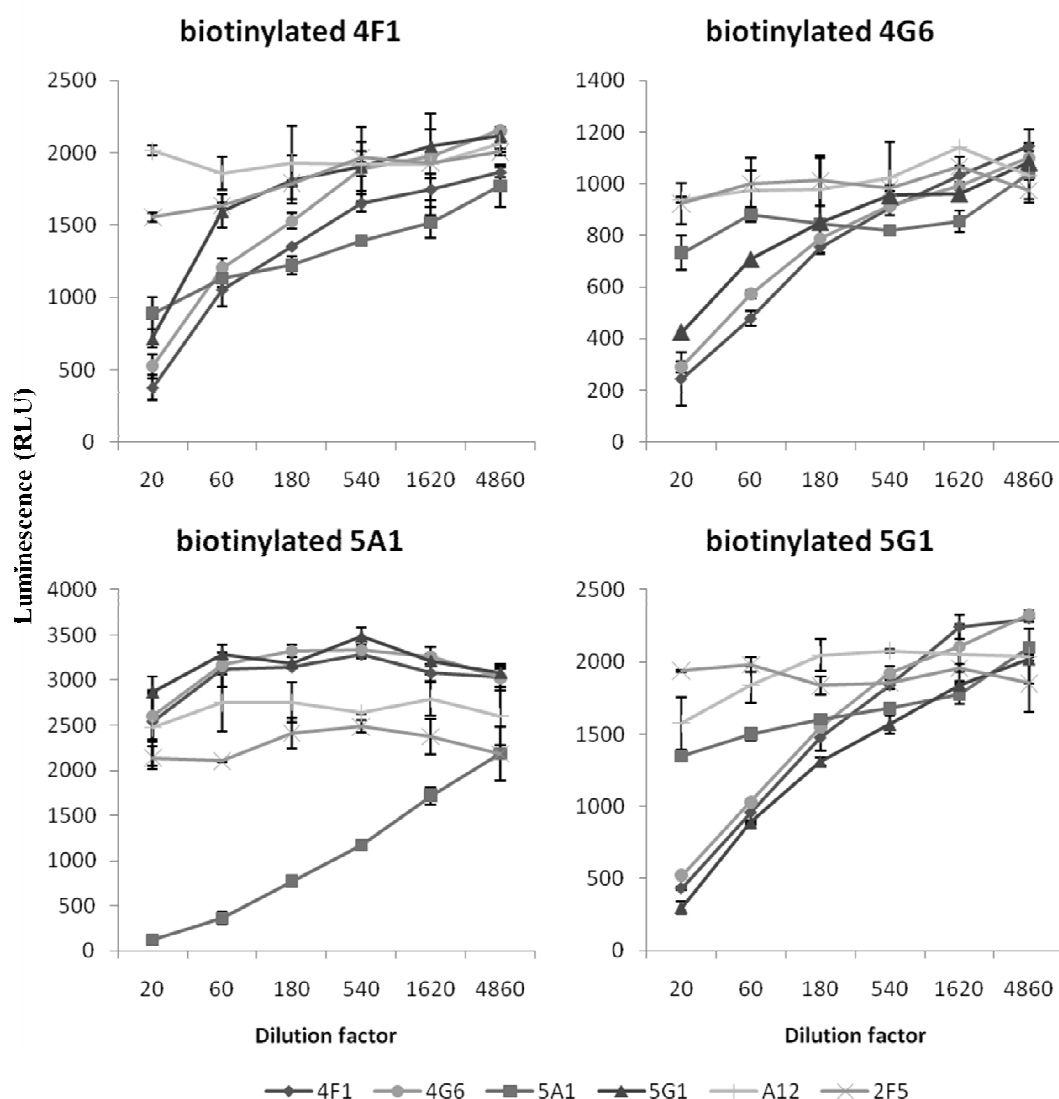 biotinylated 4F1
2500
2000
1500
1000
500
0
20 60 180 540 1620 4860
biotinylated 4G6
1400
1200
1000
800
600
400
200
0
20 60 180 540 1620 4860
Luminescence (RLU)
biotinylated 5A1
4000
3500
3000
2500
2000
1500
1000
500
0
20 60 180 540 1620 4860
Dilution factor
biotinylated 5G1
2500
2000
1500
1000
500
0
20 60 180 540 1620 4860
Dilution factor
4F1 4G6 5A1 5G1 A12 2F5